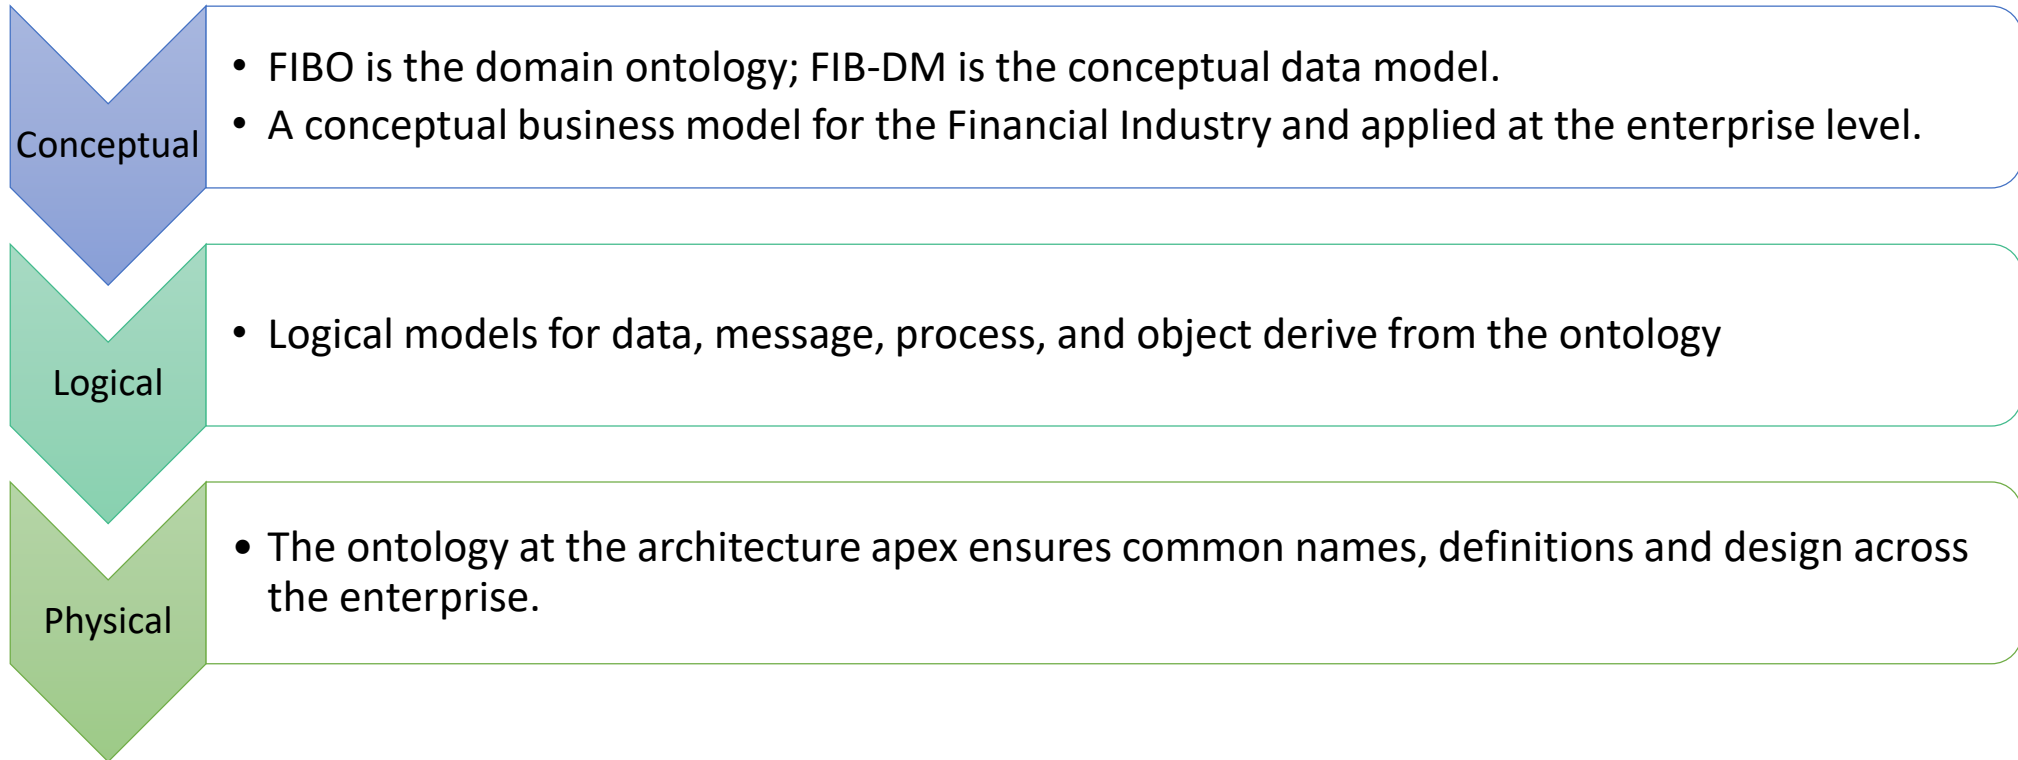 Conceptual
• FIBO is the domain ontology; FIB-DM is the conceptual data model.
• A conceptual business model for the Financial Industry and applied at the enterprise level.
Logical
• Logical models for data, message, process, and object derive from the ontology
Physical
• The ontology at the architecture apex ensures common names, definitions and design across
the enterprise.